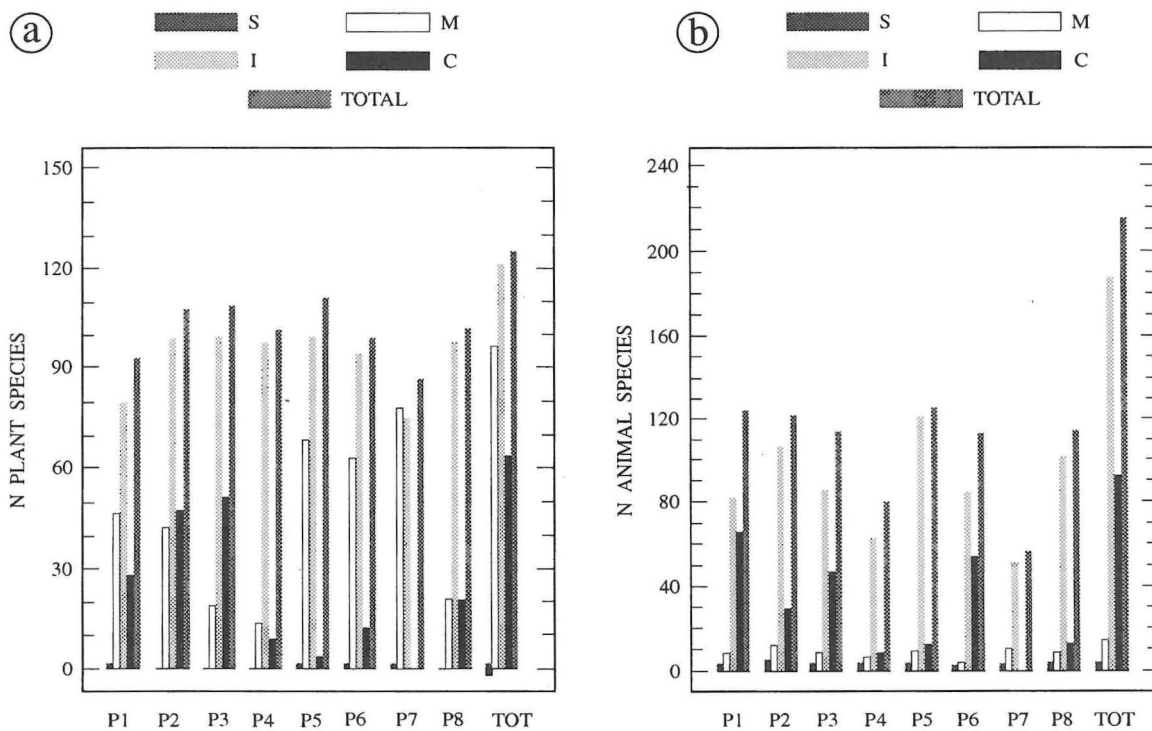 a
S
M
I
C
TOTAL
150
120
90
60
30
0
N PLANT SPECIES
P1 P2 P3 P4 P5 P6 P7 P8 TOT
b
S
M
I
C
TOTAL
240
200
160
120
80
40
0
N ANIMAL SPECIES
P1 P2 P3 P4 P5 P6 P7 P8 TOT